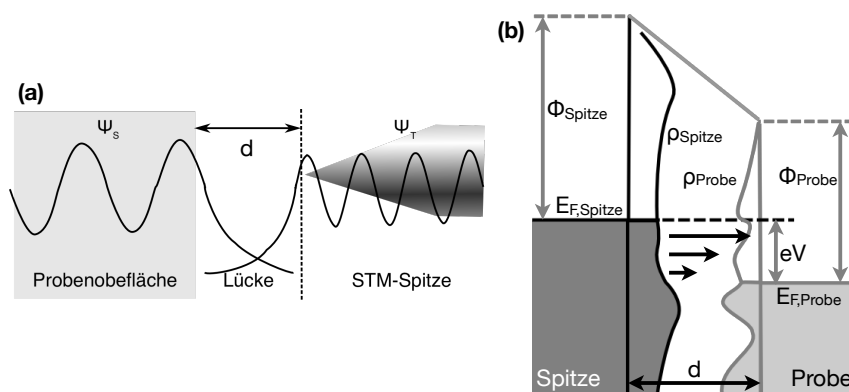 (a)
Ψs
d
ΨT
Probenobefläche
Lücke
STM-Spitze
(b)
ΦSpitze
ρSpitze
ρProbe
ΦProbe
EF,Spitze
eV
EF,Probe
d
Spitze
Probe